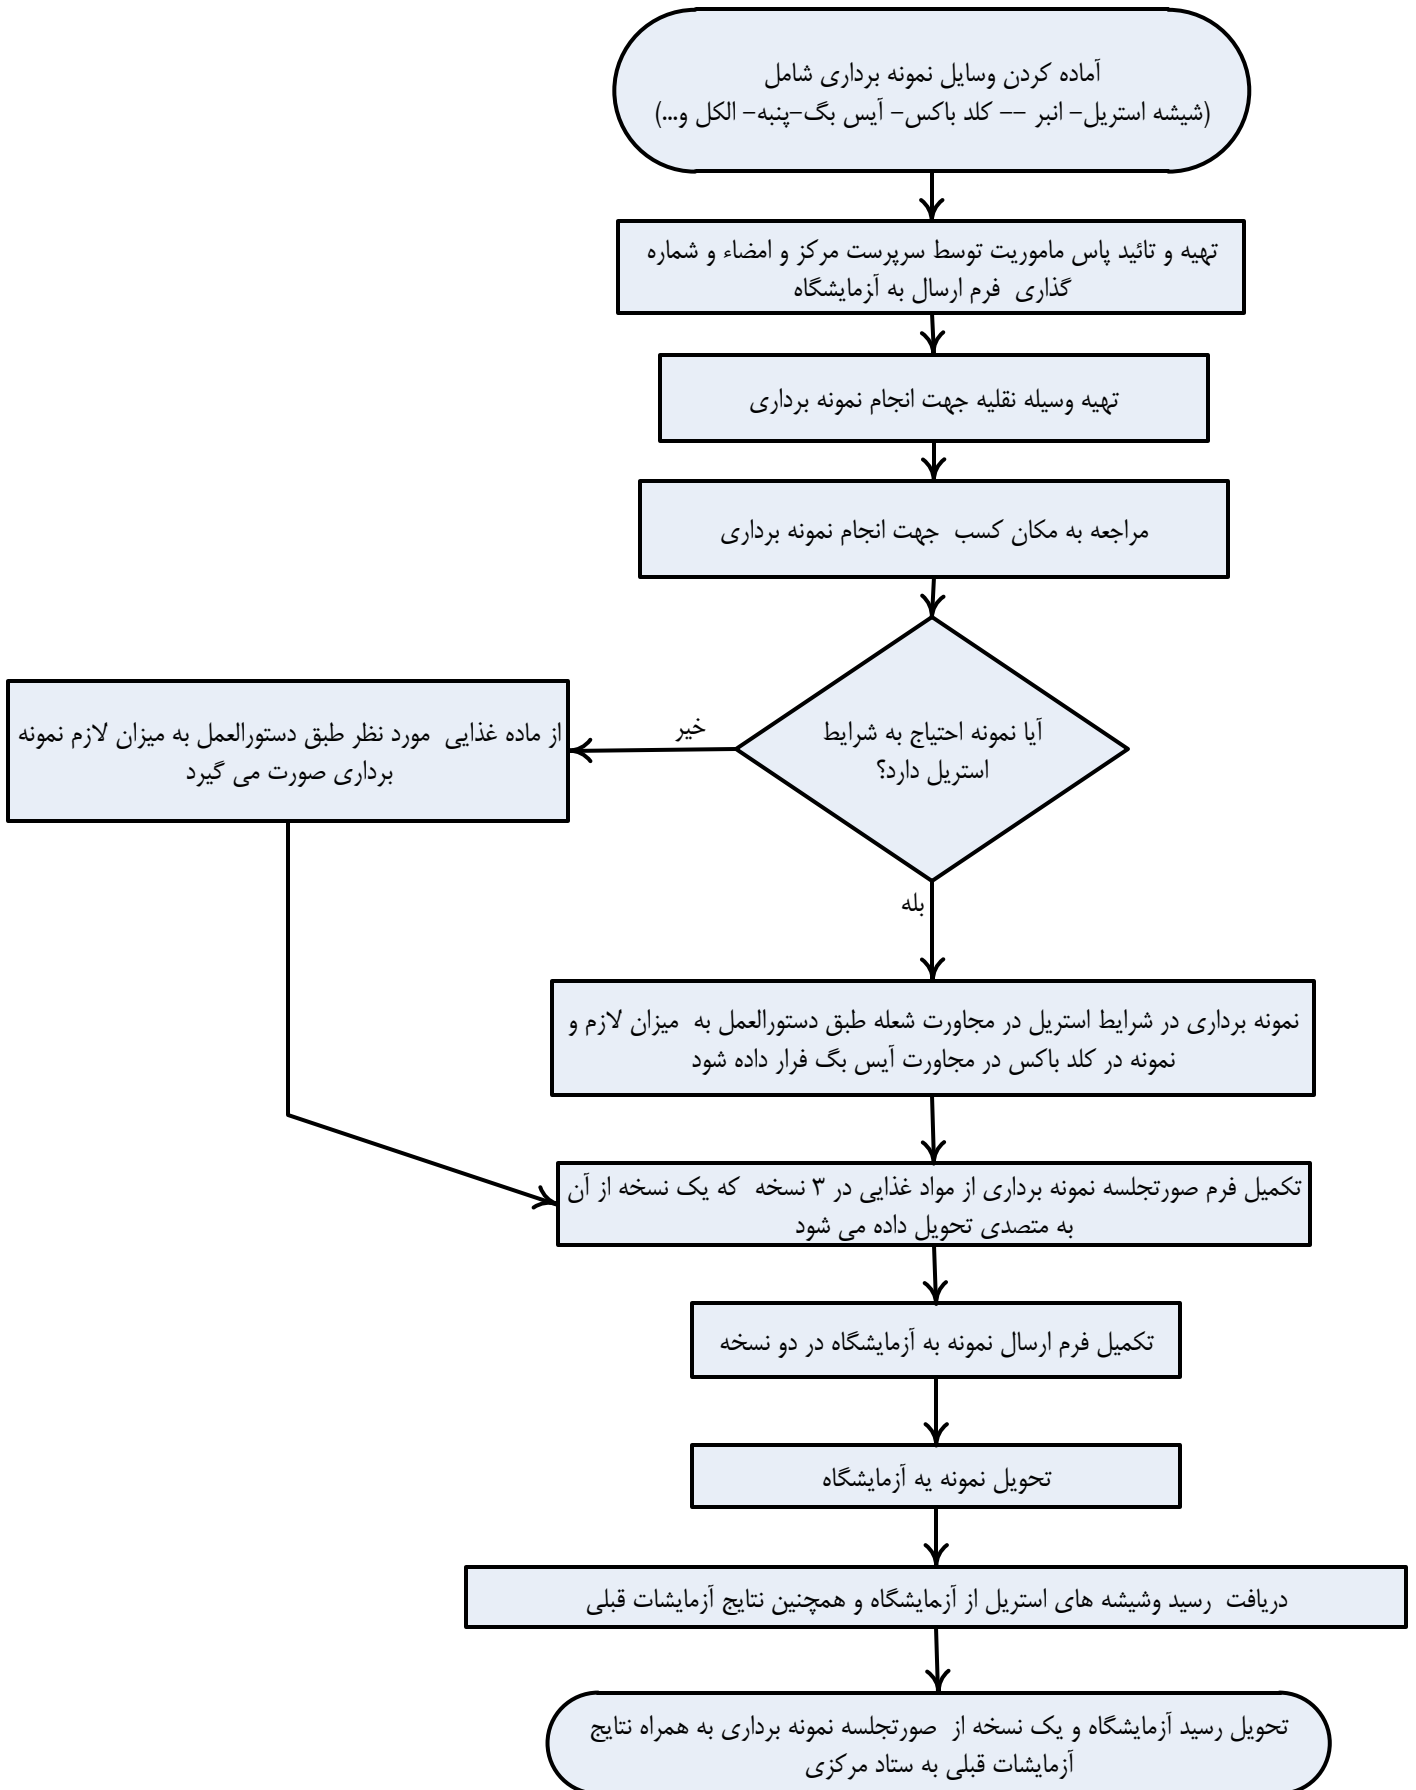 آماده کردن وسایل نمونه برداری شامل
(شیشه استریل- انبر -- کلد باکس- آیس بگ-پنبه- الکل و...)
تهیه و تائید پاس ماموریت توسط سرپرست مرکز و امضاء و شماره
گذاری فرم ارسال به آزمایشگاه
تهیه وسیله نقلیه جهت انجام نمونه برداری
مراجعه به مکان کسب جهت انجام نمونه برداری
آیا نمونه احتیاج به شرایط
استریل دارد؟
خیر
از ماده غذایی مورد نظر طبق دستورالعمل به میزان لازم نمونه
برداری صورت می گیرد
بله
نمونه برداری در شرایط استریل در مجاورت شعله طبق دستورالعمل به میزان لازم و
نمونه در کلد باکس در مجاورت آیس بگ فرار داده شود
تکمیل فرم صورتجلسه نمونه برداری از مواد غذایی در ۳ نسخه که یک نسخه از آن
به متصدی تحویل داده می شود
تکمیل فرم ارسال نمونه به آزمایشگاه در دو نسخه
تحویل نمونه یه آزمایشگاه
دریافت رسید وشیشه های استریل از آزمایشگاه و همچنین نتایج آزمایشات قبلی
تحویل رسید آزمایشگاه و یک نسخه از صورتجلسه نمونه برداری به همراه نتایج
آزمایشات قبلی به ستاد مرکزی